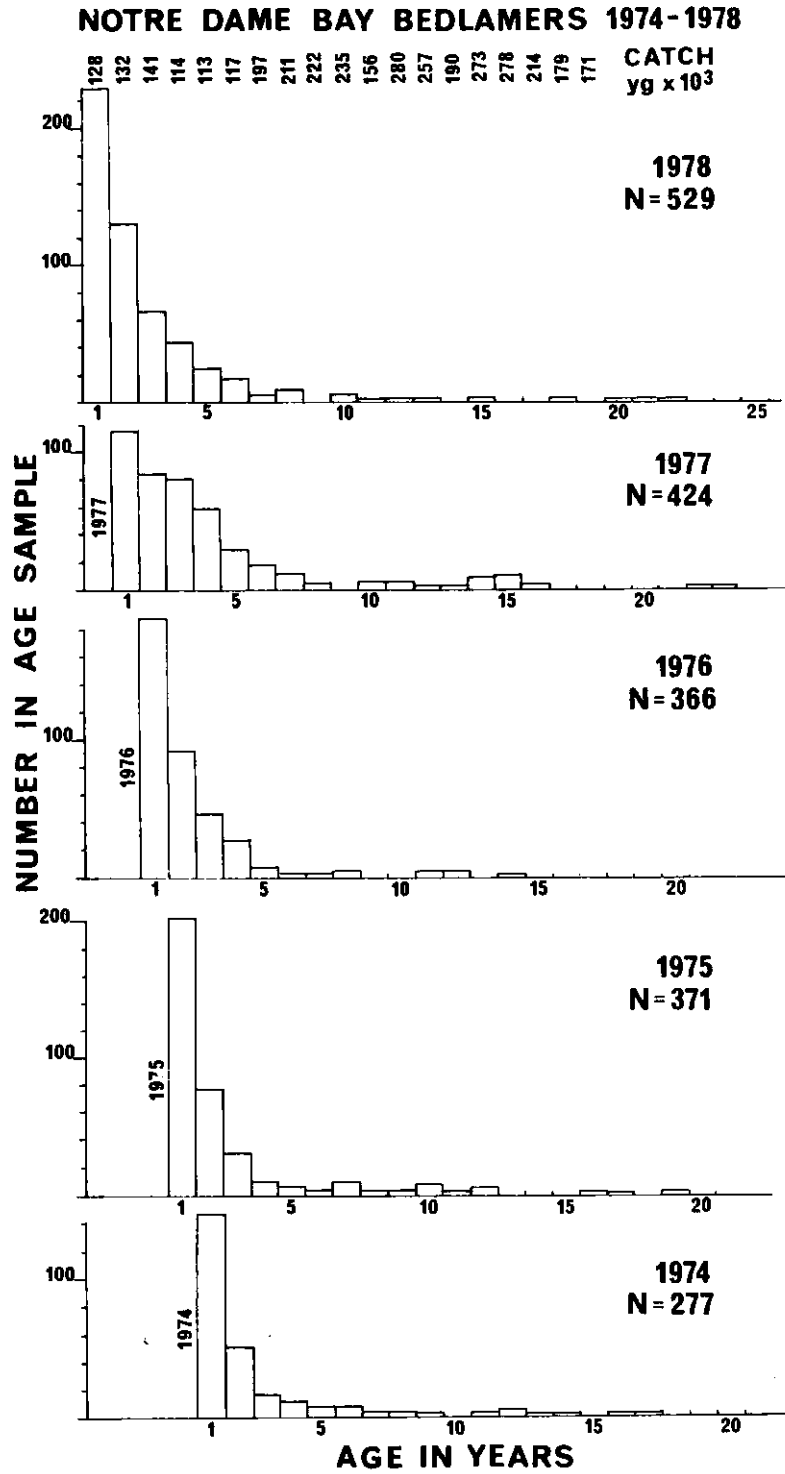 NOTRE DAME BAY BEDLAMERS 1974-1978
128 132 141 114 113 117 197 211 222 235 156 280 257 190 273 278 214 179 171
CATCH
yg x 10³
200
100
1978
N=529
1 5 10 15 20 25
100
1977
1977
N=424
1 5 10 15 20
100
1976
1976
N=366
1 5 10 15 20
200
100
1975
1975
N=371
1 5 10 15 20
100
1974
1974
N=277
1 5 10 15 20
NUMBER IN AGE SAMPLE
AGE IN YEARS